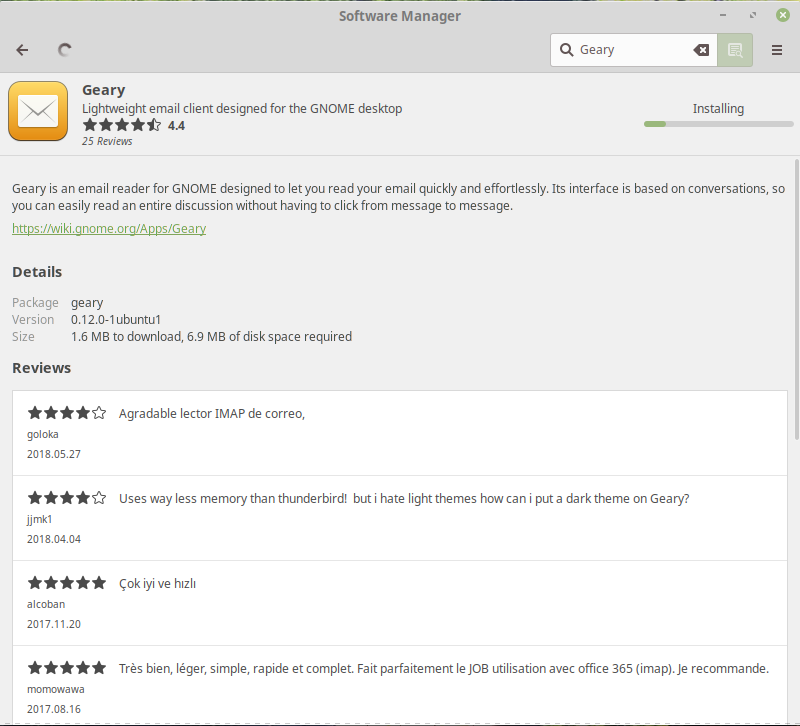 Software Manager
Geary
Geary
Lightweight email client designed for the GNOME desktop
4.4
25 Reviews
Installing
Geary is an email reader for GNOME designed to let you read your email quickly and effortlessly. Its interface is based on conversations, so
you can easily read an entire discussion without having to click from message to message.
https://wiki.gnome.org/Apps/Geary
Details
Package geary
Version 0.12.0-1ubuntu1
Size 1.6 MB to download, 6.9 MB of disk space required
Reviews
Agradable lector IMAP de correo,
goloka
2018.05.27
Uses way less memory than thunderbird!  but i hate light themes how can i put a dark theme on Geary?
jjmk1
2018.04.04
Çok iyi ve hızlı
alcoban
2017.11.20
Très bien, léger, simple, rapide et complet. Fait parfaitement le JOB utilisation avec office 365 (imap). Je recommande.
momowawa
2017.08.16